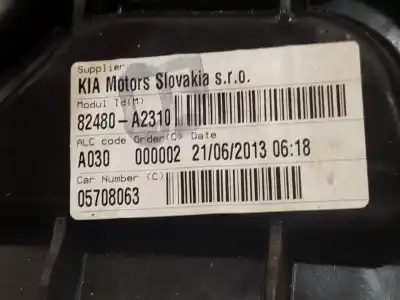 Supplier
KIA Motors Slovakia s.r.o.
Modul Id(M)
82480-A2310
ALC code Order(C) Date
A030 000002 21/06/2013 06:18
Car Number (C)
05708063